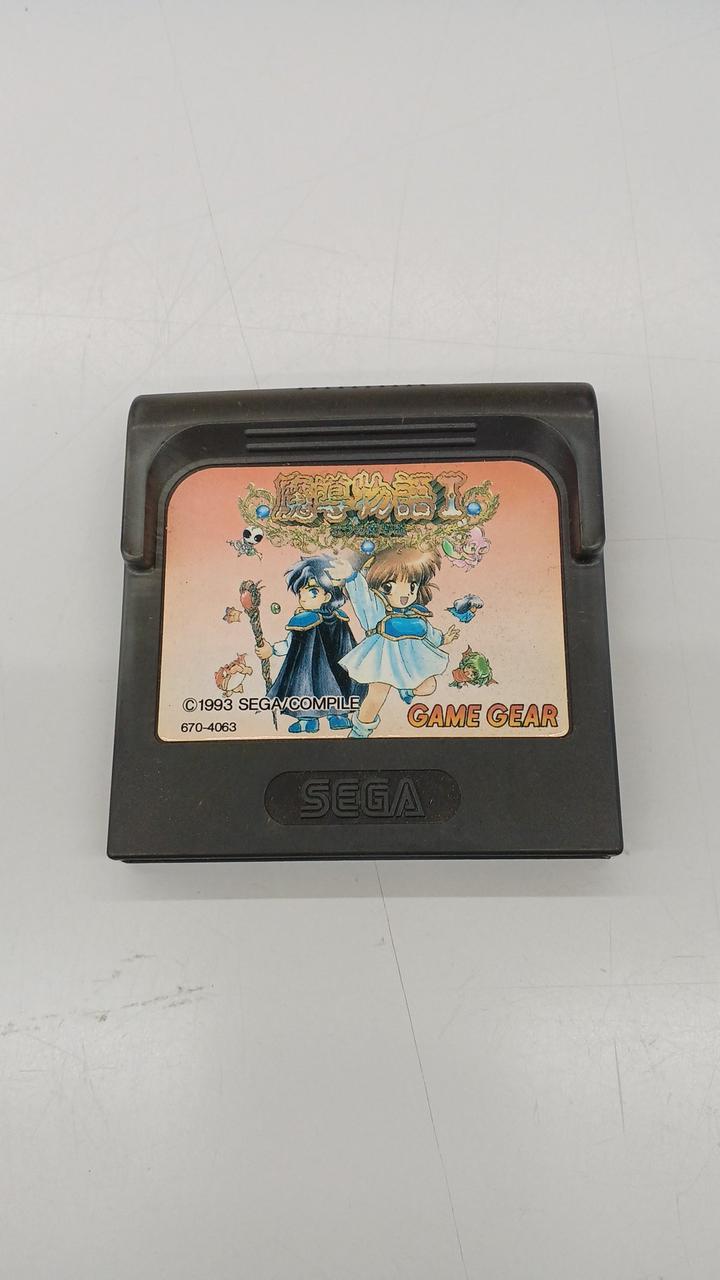 魔導物語I
©1993 SEGA/COMPILE
670-4063
GAME GEAR
SEGA